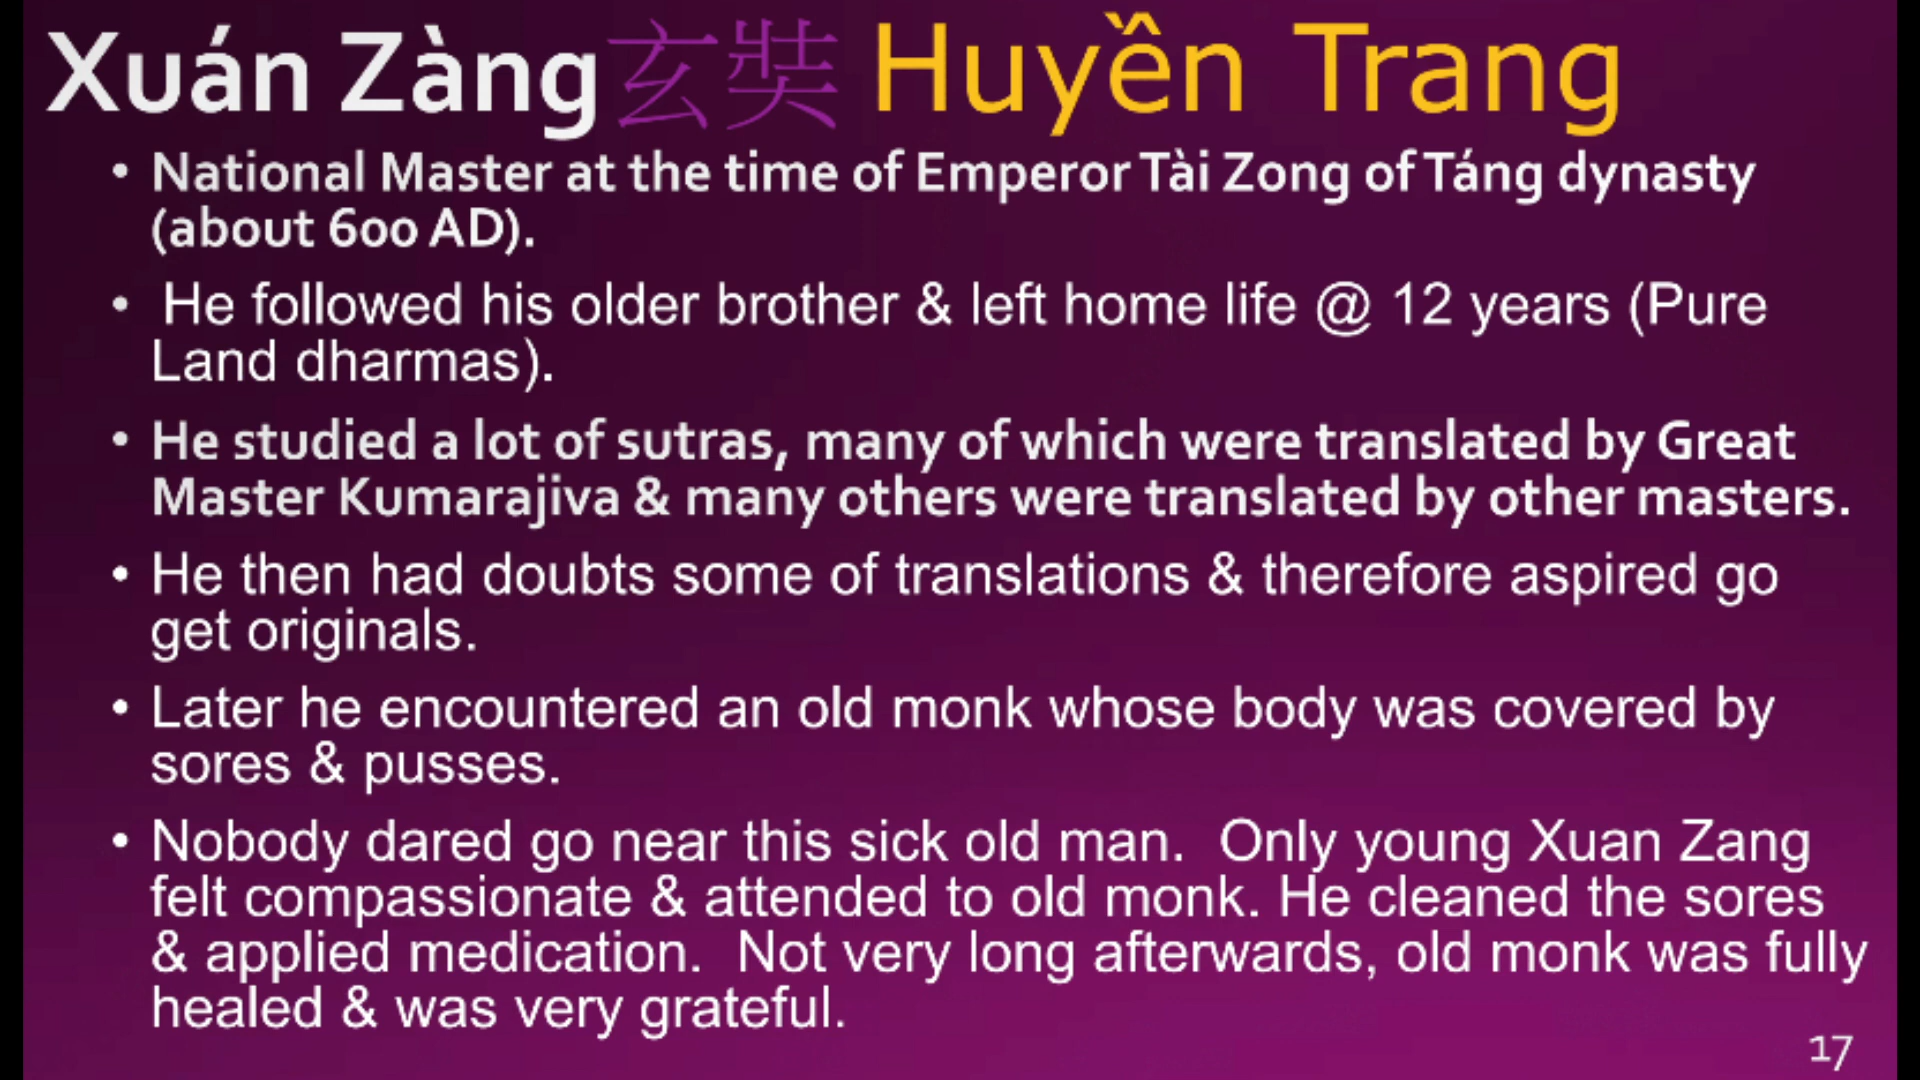 Xuán Zàng玄奘 Huyền Trang
• National Master at the time of Emperor Tài Zong of Táng dynasty
(about 600 AD).
• He followed his older brother & left home life @ 12 years (Pure
Land dharmas).
• He studied a lot of sutras, many of which were translated by Great
Master Kumarajiva & many others were translated by other masters.
• He then had doubts some of translations & therefore aspired go
get originals.
• Later he encountered an old monk whose body was covered by
sores & pusses.
• Nobody dared go near this sick old man.  Only young Xuan Zang
felt compassionate & attended to old monk. He cleaned the sores
& applied medication.  Not very long afterwards, old monk was fully
healed & was very grateful.
17